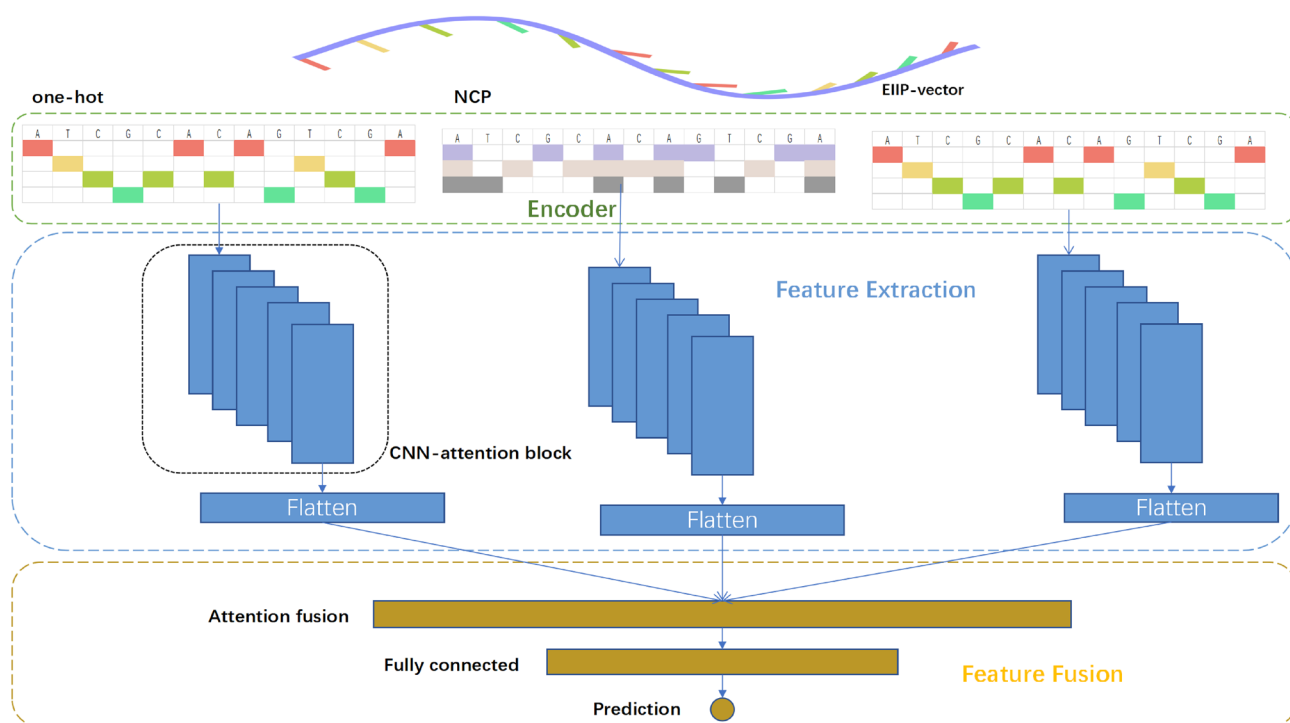 one-hot
NCP
EIIP-vector
A T C G C A C A G T C G A
A T C G C A C A G T C G A
A T C G C A C A G T C G A
Encoder
Feature Extraction
CNN-attention block
Flatten
Flatten
Flatten
Attention fusion
Fully connected
Feature Fusion
Prediction